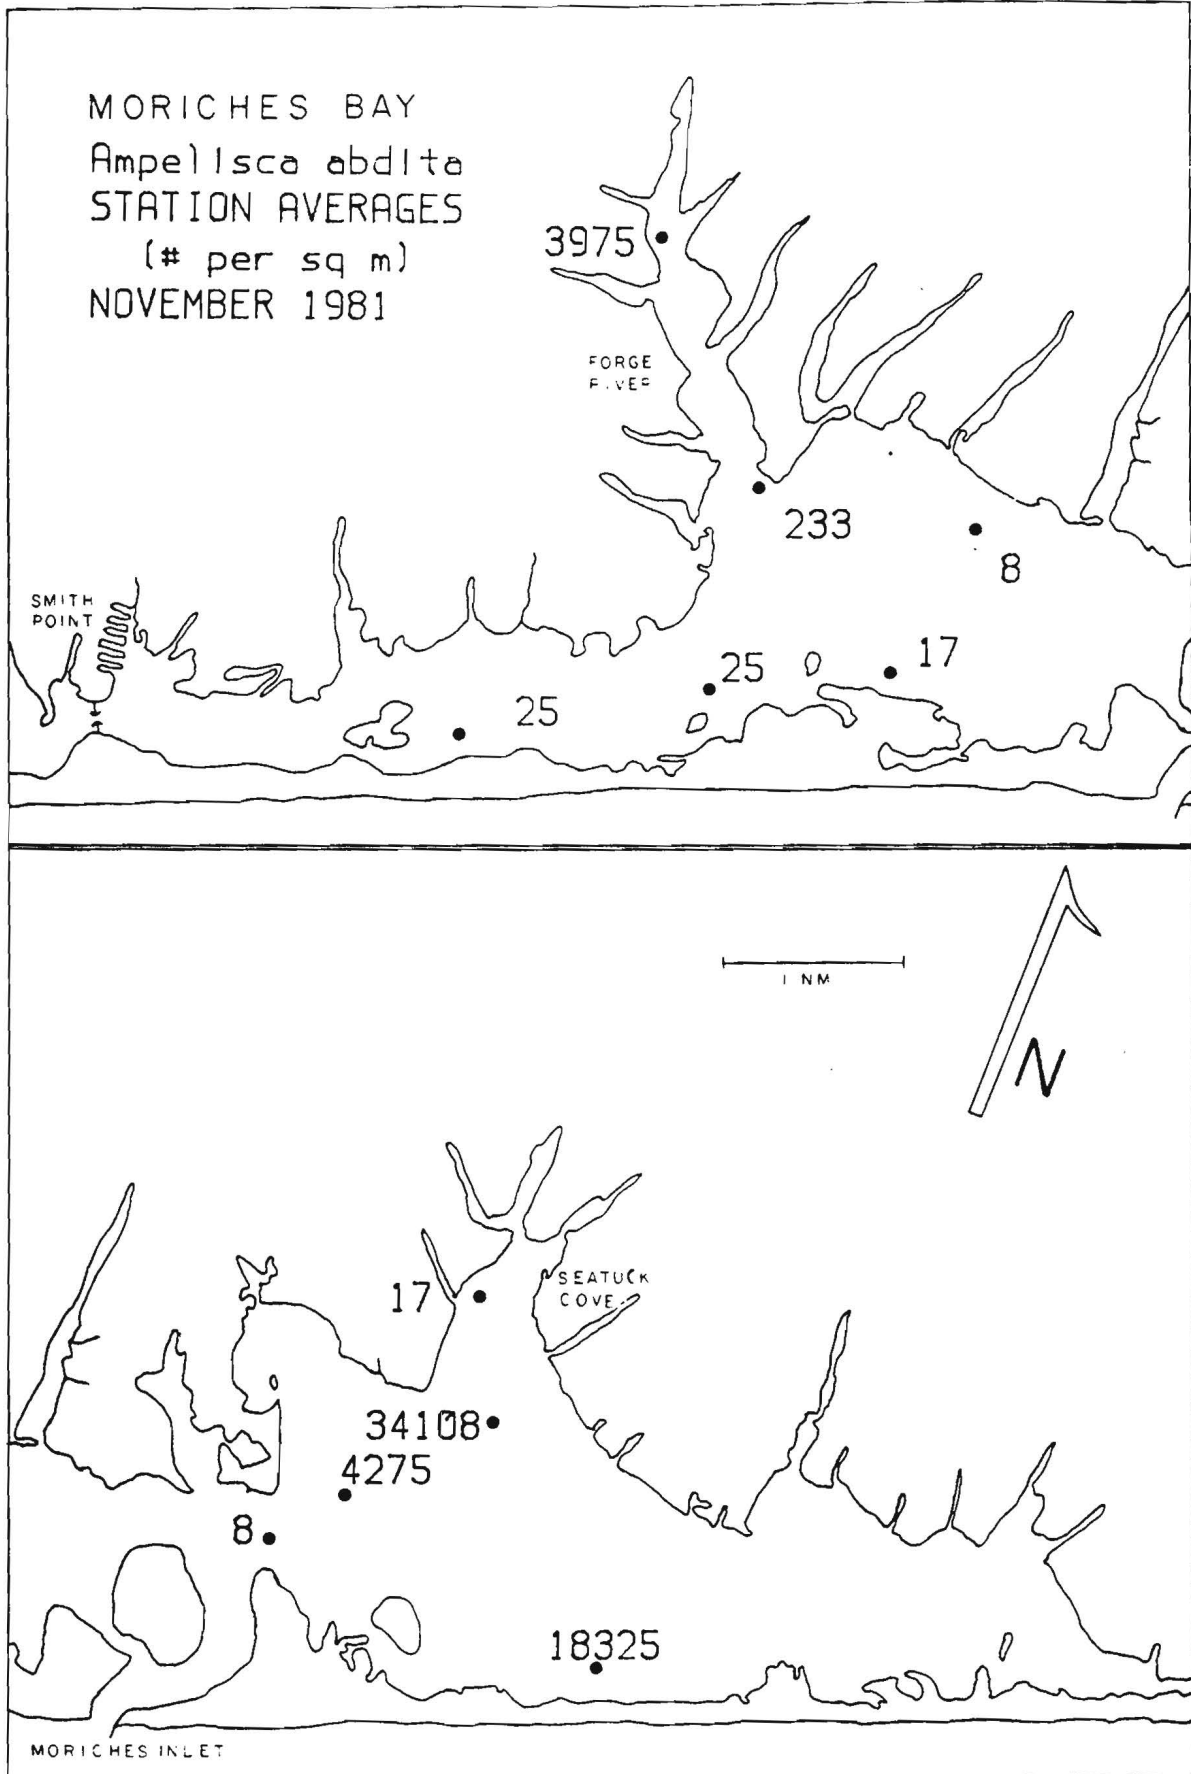 MORICHES BAY
Ampelisca abdita
STATION AVERAGES
(# per sq m)
NOVEMBER 1981
3975
FORGE
RIVER
233
8
SMITH
POINT
25
17
25
1 NM
N
17
SEATUCK
COVE
34108
4275
8
18325
MORICHES INLET